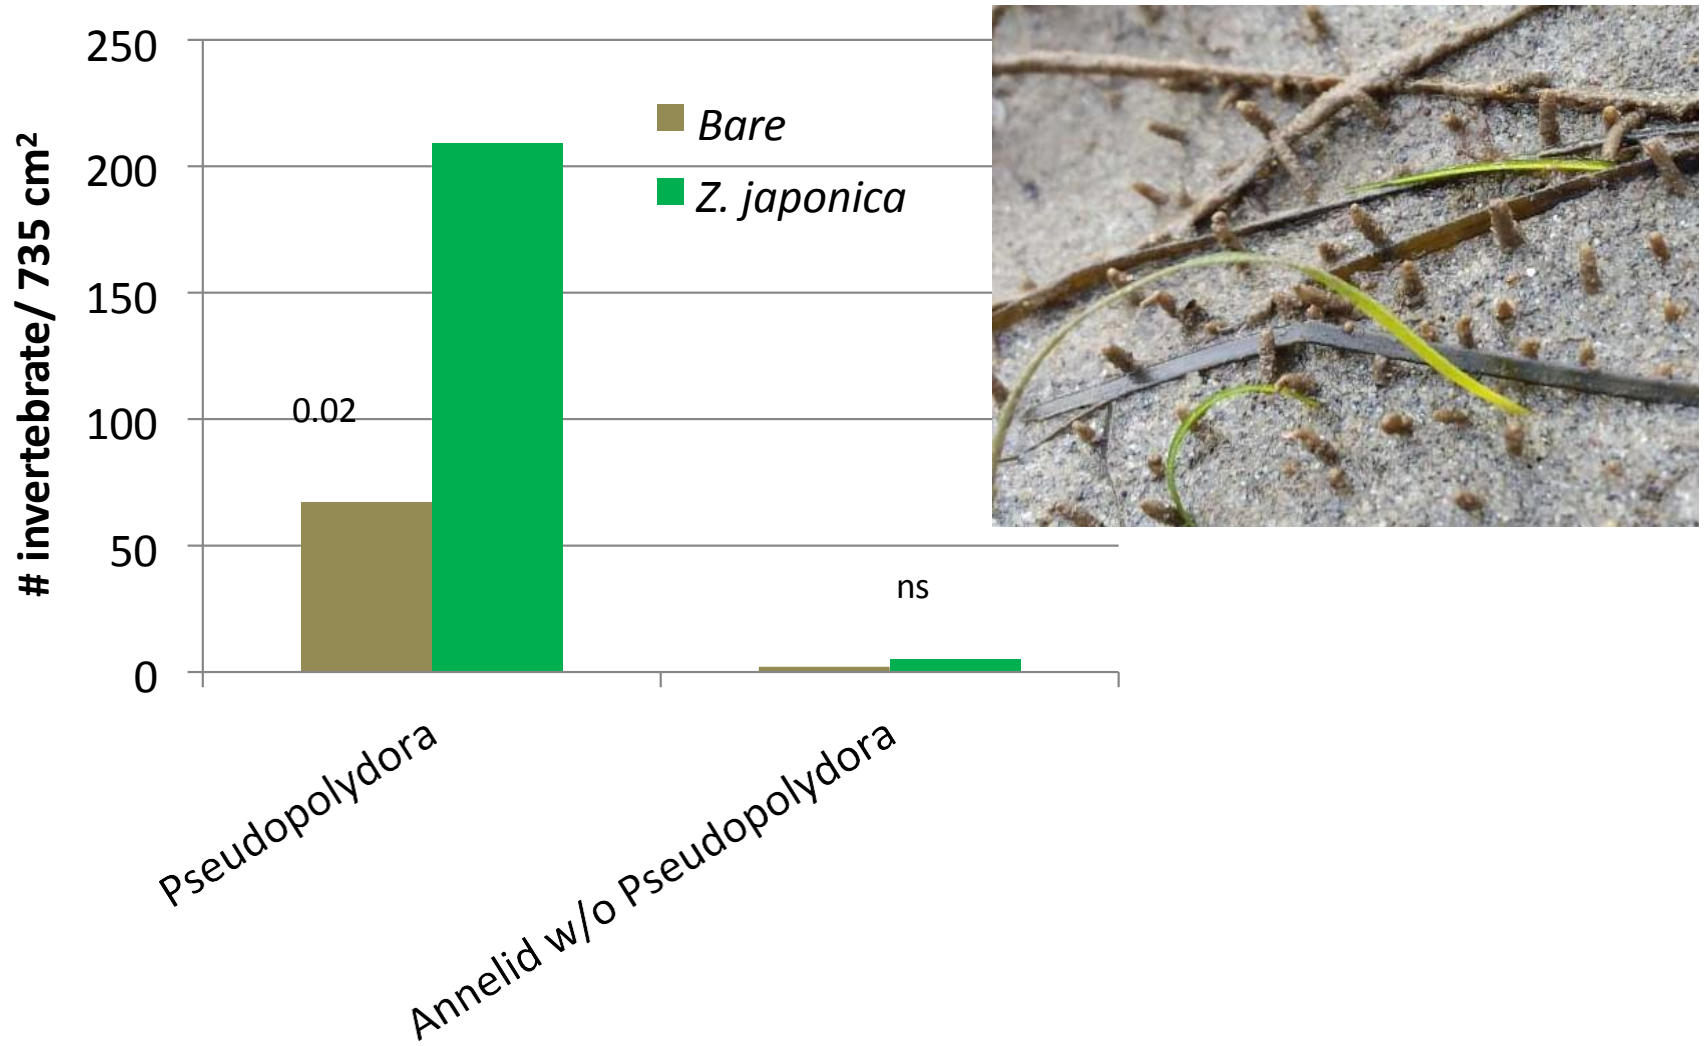 # invertebrate/ 735 cm²
250
200
150
100
50
0
Bare
Z. japonica
0.02
ns
Pseudopolydora
Annelid w/o Pseudopolydora